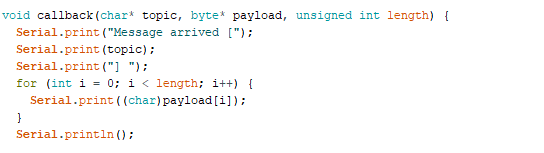 void callback(char* topic, byte* payload, unsigned int length) {
  Serial.print("Message arrived [");
  Serial.print(topic);
  Serial.print("] ");
  for (int i = 0; i < length; i++) {
    Serial.print((char)payload[i]);
  }
  Serial.println();